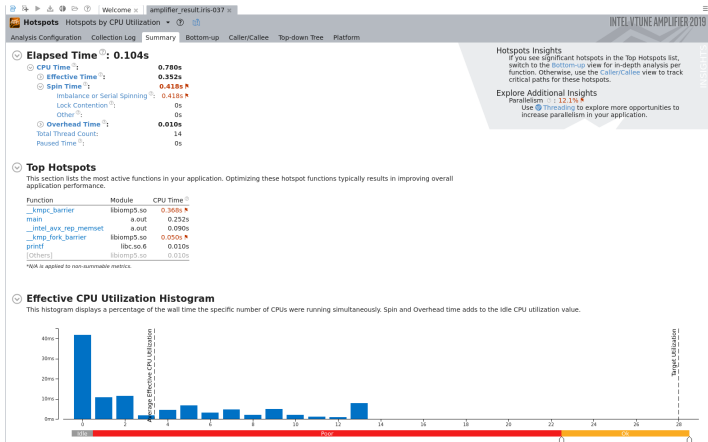 Welcome × amplifier_result.iris-037 ×
Hotspots Hotspots by CPU Utilization
INTEL VTUNE AMPLIFIER 2019
Analysis Configuration Collection Log Summary Bottom-up Caller/Callee Top-down Tree Platform
Elapsed Time : 0.104s
CPU Time : 0.780s
Effective Time : 0.352s
Spin Time : 0.418s
Imbalance or Serial Spinning : 0.418s
Lock Contention : 0s
Other : 0s
Overhead Time : 0.010s
Total Thread Count: 14
Paused Time : 0s
Hotspots Insights
If you see significant hotspots in the Top Hotspots list,
switch to the Bottom-up view for in-depth analysis per
function. Otherwise, use the Caller/Callee view to track
critical paths for these hotspots.
Explore Additional Insights
Parallelism : 12.1%
Use Threading to explore more opportunities to
increase parallelism in your application.
Top Hotspots
This section lists the most active functions in your application. Optimizing these hotspot functions typically results in improving overall
application performance.
Function Module CPU Time
__kmpc_barrier libiomp5.so 0.368s
main a.out 0.252s
__intel_avx_rep_memset a.out 0.090s
__kmp_fork_barrier libiomp5.so 0.050s
printf libc.so.6 0.010s
[Others] libiomp5.so 0.010s
*N/A is applied to non-summable metrics.
Effective CPU Utilization Histogram
This histogram displays a percentage of the wall time the specific number of CPUs were running simultaneously. Spin and Overhead time adds to the Idle CPU utilization value.
40ms
30ms
20ms
10ms
0ms
Average Effective CPU Utilization
Target Utilization
0 2 4 6 8 10 12 14 16 18 20 22 24 26 28
Idle Poor Ok